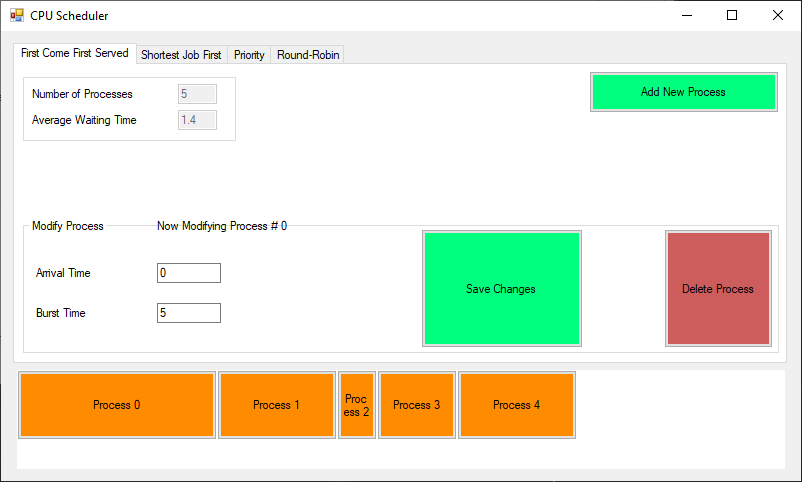 CPU Scheduler
First Come First Served
Shortest Job First
Priority
Round-Robin
Number of Processes
5
Average Waiting Time
1.4
Add New Process
Modify Process
Now Modifying Process # 0
Arrival Time
0
Burst Time
5
Save Changes
Delete Process
Process 0
Process 1
Proc
ess 2
Process 3
Process 4